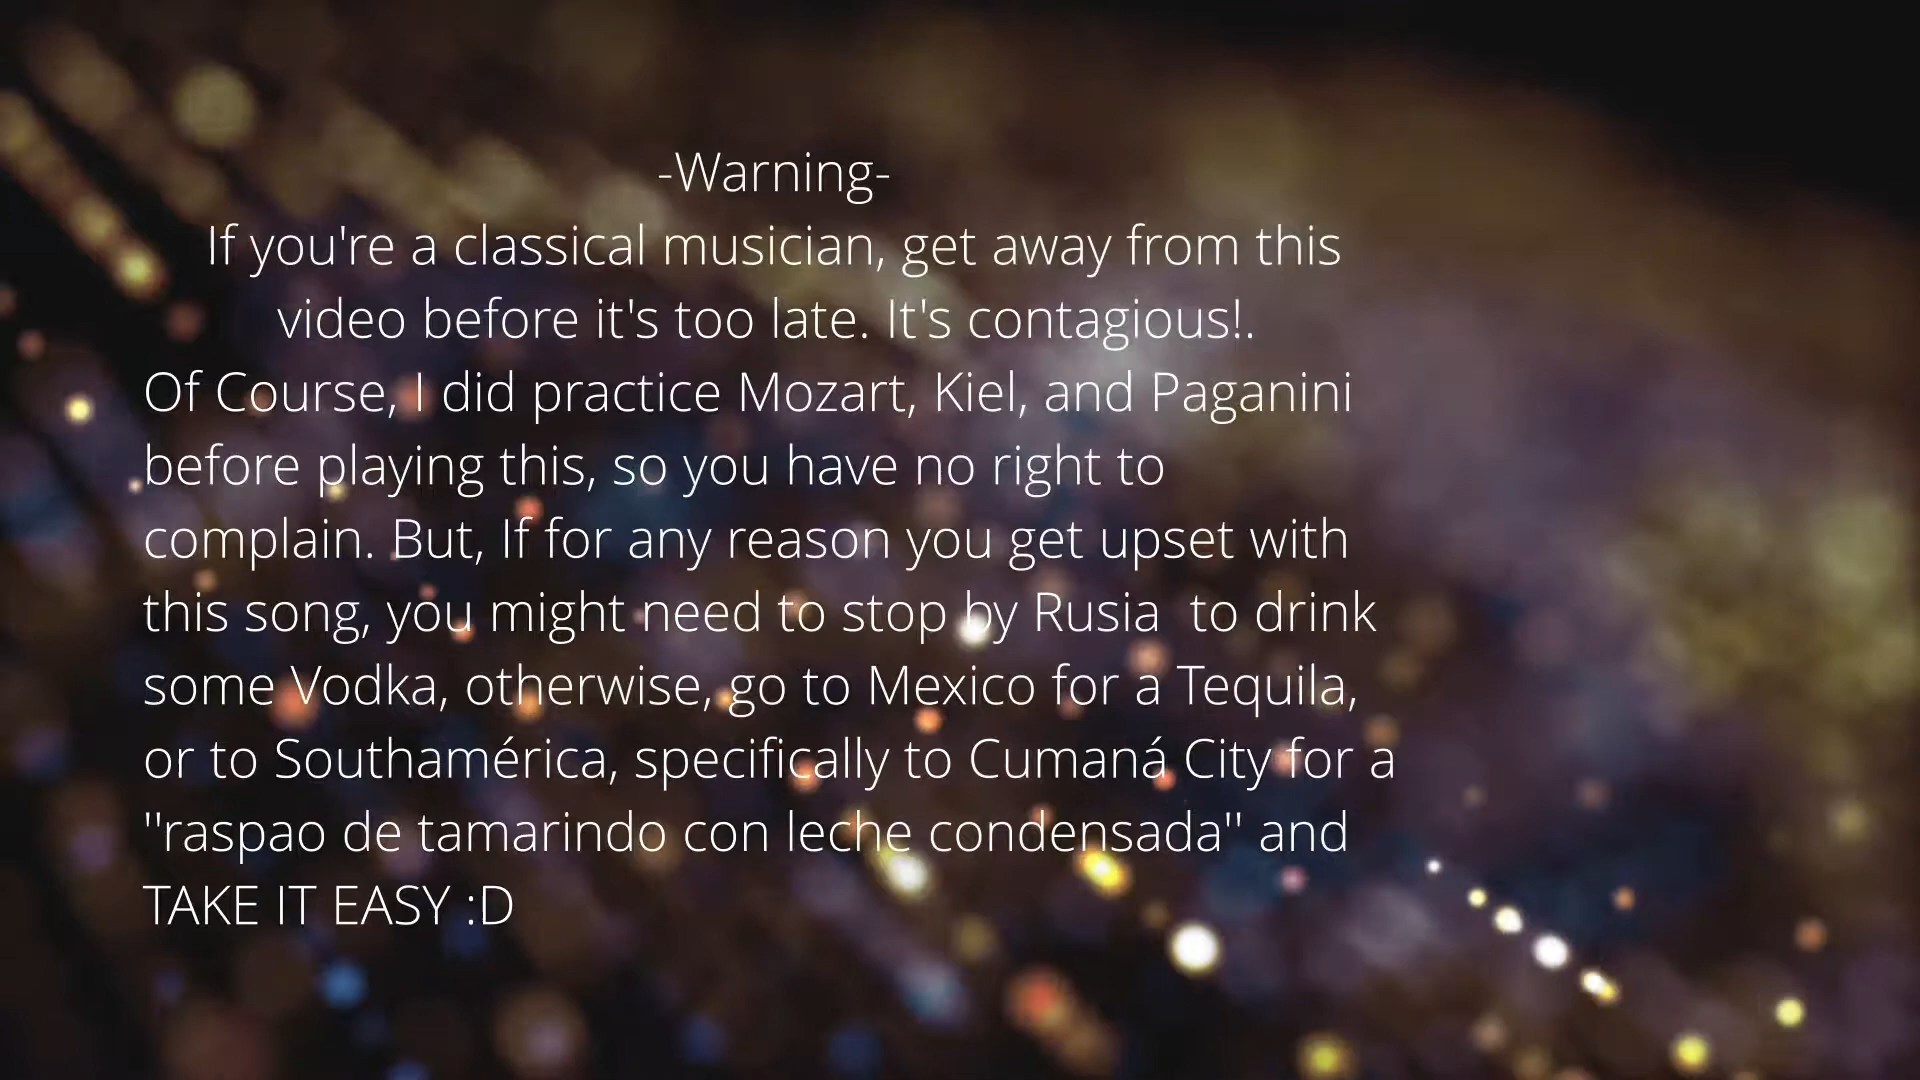 -Warning-
If you're a classical musician, get away from this
video before it's too late. It's contagious!.
Of Course, I did practice Mozart, Kiel, and Paganini
before playing this, so you have no right to
complain. But, If for any reason you get upset with
this song, you might need to stop by Rusia  to drink
some Vodka, otherwise, go to Mexico for a Tequila,
or to Southamérica, specifically to Cumaná City for a
"raspao de tamarindo con leche condensada" and
TAKE IT EASY :D